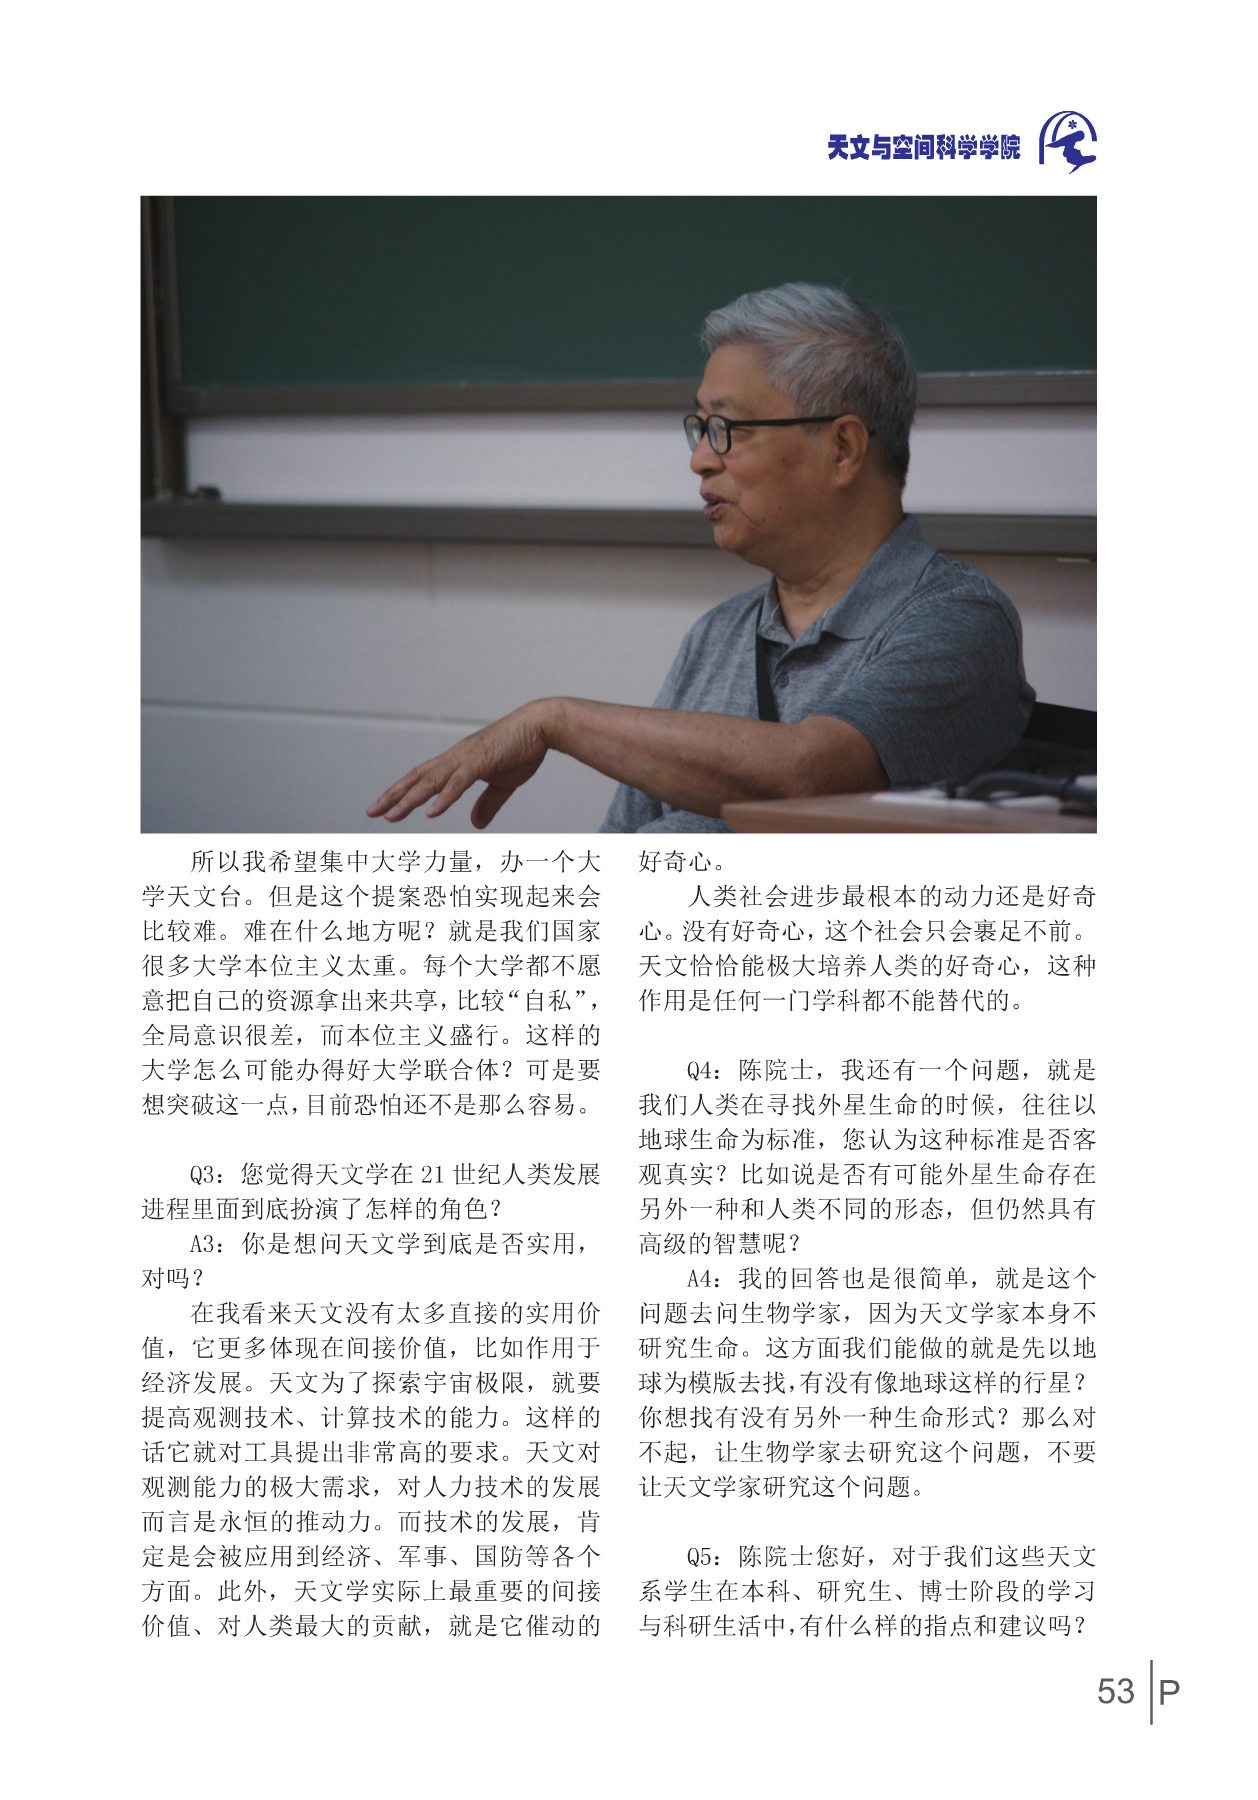 天文与空间科学学院
所以我希望集中大学力量，办一个大
学天文台。但是这个提案恐怕实现起来会
比较难。难在什么地方呢？就是我们国家
很多大学本位主义太重。每个大学都不愿
意把自己的资源拿出来共享，比较“自私”，
全局意识很差，而本位主义盛行。这样的
大学怎么可能办得好大学联合体？可是要
想突破这一点，目前恐怕还不是那么容易。
Q3：您觉得天文学在 21 世纪人类发展
进程里面到底扮演了怎样的角色？
A3：你是想问天文学到底是否实用，
对吗？
在我看来天文没有太多直接的实用价
值，它更多体现在间接价值，比如作用于
经济发展。天文为了探索宇宙极限，就要
提高观测技术、计算技术的能力。这样的
话它就对工具提出非常高的要求。天文对
观测能力的极大需求，对人力技术的发展
而言是永恒的推动力。而技术的发展，肯
定是会被应用到经济、军事、国防等各个
方面。此外，天文学实际上最重要的间接
价值、对人类最大的贡献，就是它催动的
好奇心。
人类社会进步最根本的动力还是好奇
心。没有好奇心，这个社会只会裹足不前。
天文恰恰能极大培养人类的好奇心，这种
作用是任何一门学科都不能替代的。
Q4：陈院士，我还有一个问题，就是
我们人类在寻找外星生命的时候，往往以
地球生命为标准，您认为这种标准是否客
观真实？比如说是否有可能外星生命存在
另外一种和人类不同的形态，但仍然具有
高级的智慧呢？
A4：我的回答也是很简单，就是这个
问题去问生物学家，因为天文学家本身不
研究生命。这方面我们能做的就是先以地
球为模版去找，有没有像地球这样的行星？
你想找有没有另外一种生命形式？那么对
不起，让生物学家去研究这个问题，不要
让天文学家研究这个问题。
Q5：陈院士您好，对于我们这些天文
系学生在本科、研究生、博士阶段的学习
与科研生活中，有什么样的指点和建议吗？
53 P